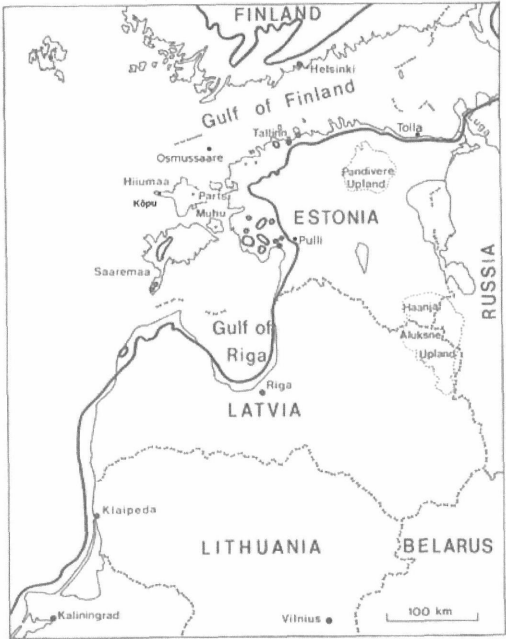 FINLAND
Helsinki
Gulf of Finland
Tallinn
Toila
Luga
Osmussaare
Pandivere
Upland
Hiiumaa
Partsi
Kõpu
Muhu
ESTONIA
Pulli
Saaremaa
RUSSIA
Haanja
Aluksne
Upland
Gulf of
Riga
Riga
LATVIA
Klaipeda
LITHUANIA
BELARUS
Kaliningrad
Vilnius
100 km